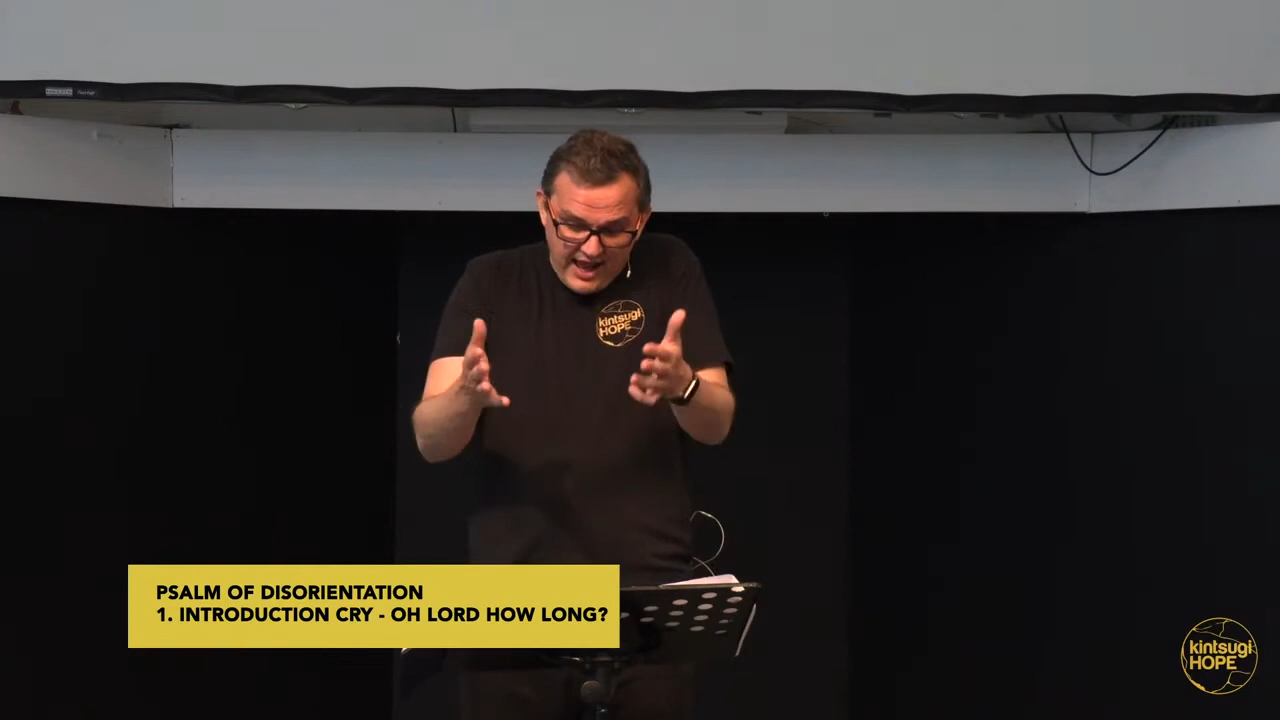 kintsugi
HOPE
PSALM OF DISORIENTATION
1. INTRODUCTION CRY - OH LORD HOW LONG?
kintsugi
HOPE